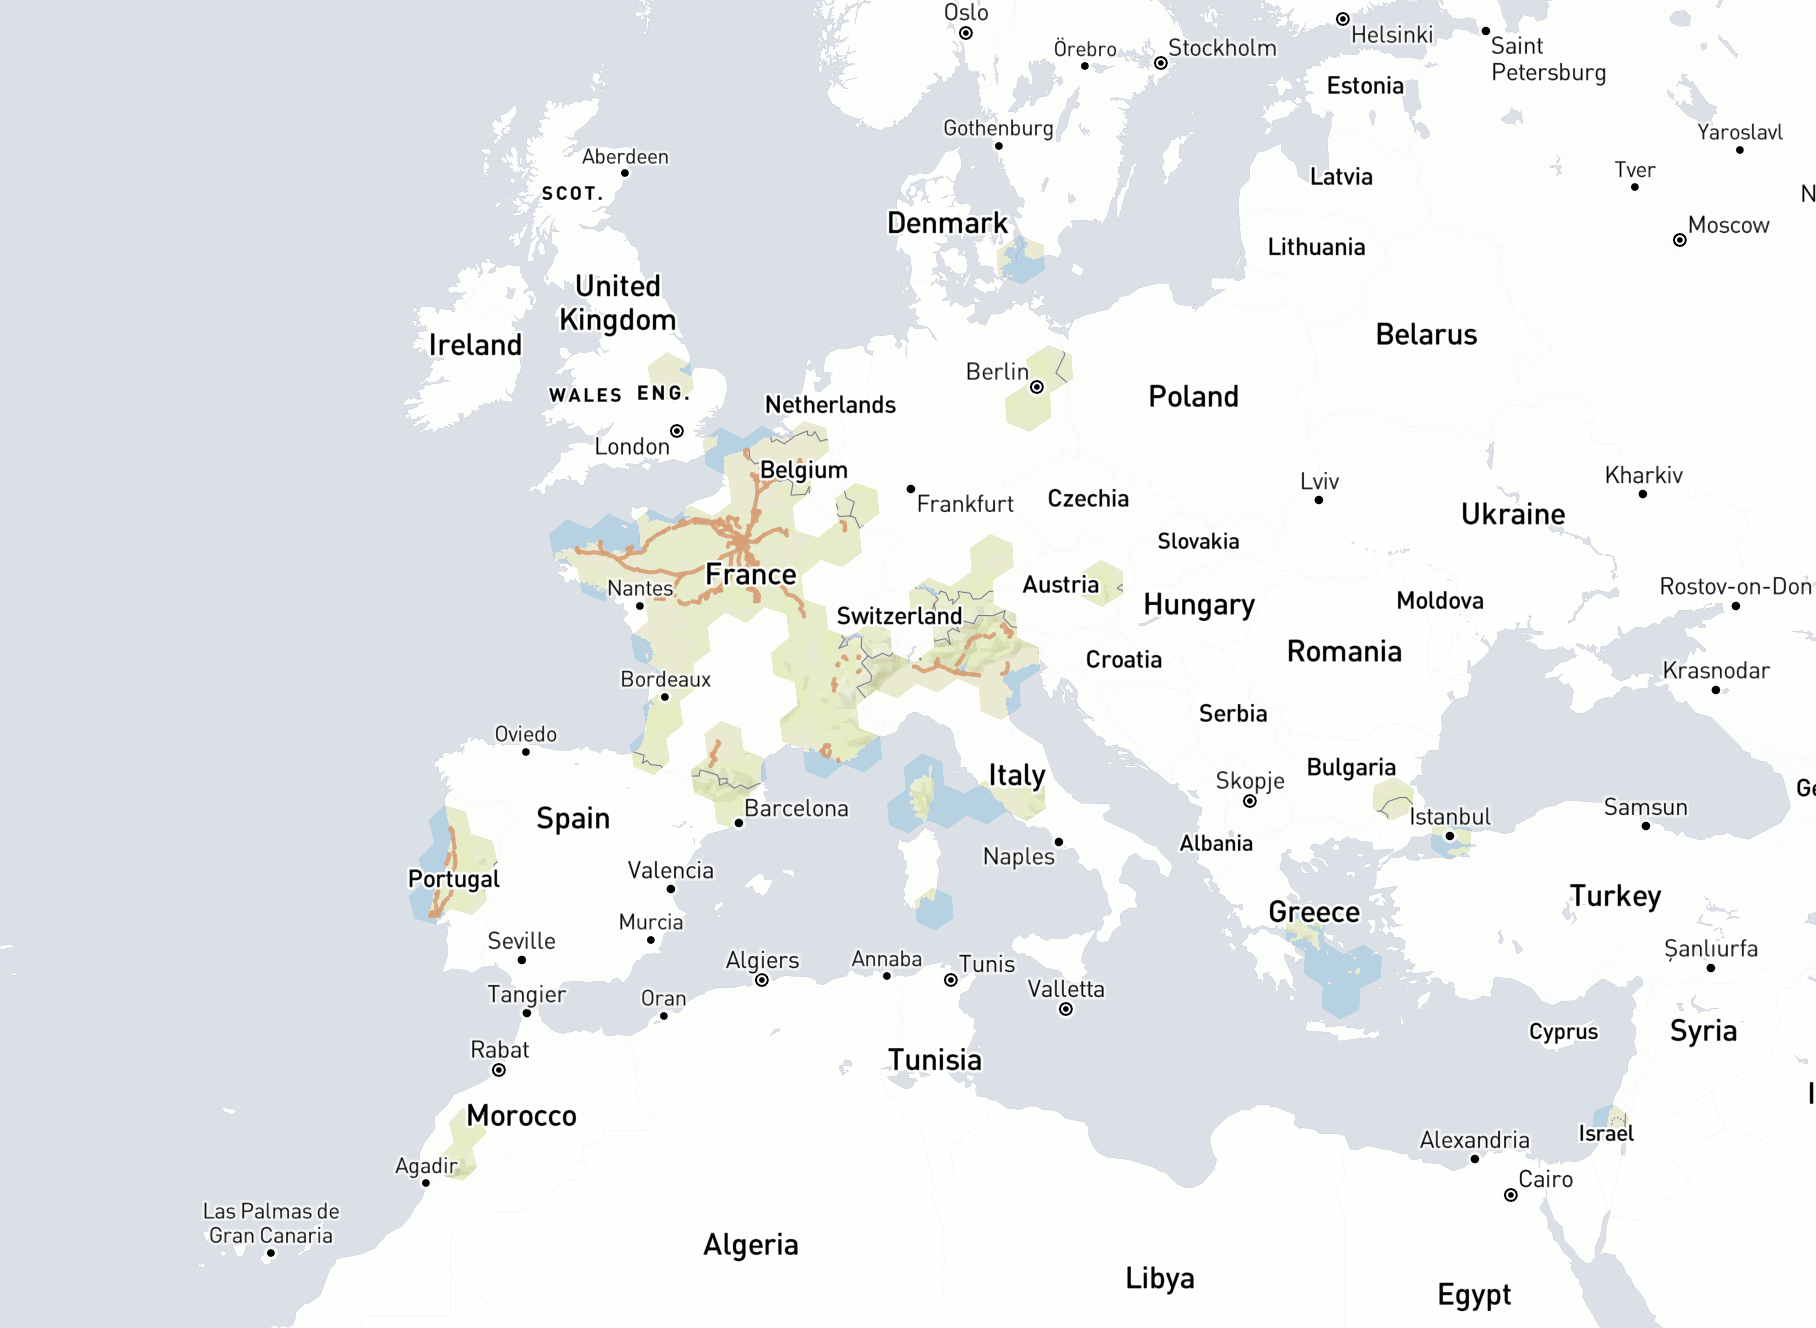 Oslo
Helsinki
Örebro
Stockholm
Saint
Petersburg
Estonia
Gothenburg
Yaroslavl
Aberdeen
Tver
Latvia
SCOT.
N
Denmark
Moscow
Lithuania
United
Kingdom
Ireland
Belarus
Berlin
WALES
ENG.
Netherlands
Poland
London
Belgium
Frankfurt
Czechia
Lviv
Kharkiv
Ukraine
Slovakia
France
Nantes
Austria
Hungary
Moldova
Rostov-on-Don
Switzerland
Croatia
Romania
Krasnodar
Bordeaux
Serbia
Oviedo
Italy
Bulgaria
Skopje
Ge
Spain
Barcelona
Istanbul
Samsun
Naples
Albania
Portugal
Valencia
Turkey
Murcia
Greece
Seville
Algiers
Annaba
Tunis
Şanlıurfa
Tangier
Oran
Valletta
Cyprus
Syria
Rabat
Tunisia
Morocco
I
Israel
Alexandria
Agadir
Cairo
Las Palmas de
Gran Canaria
Algeria
Libya
Egypt